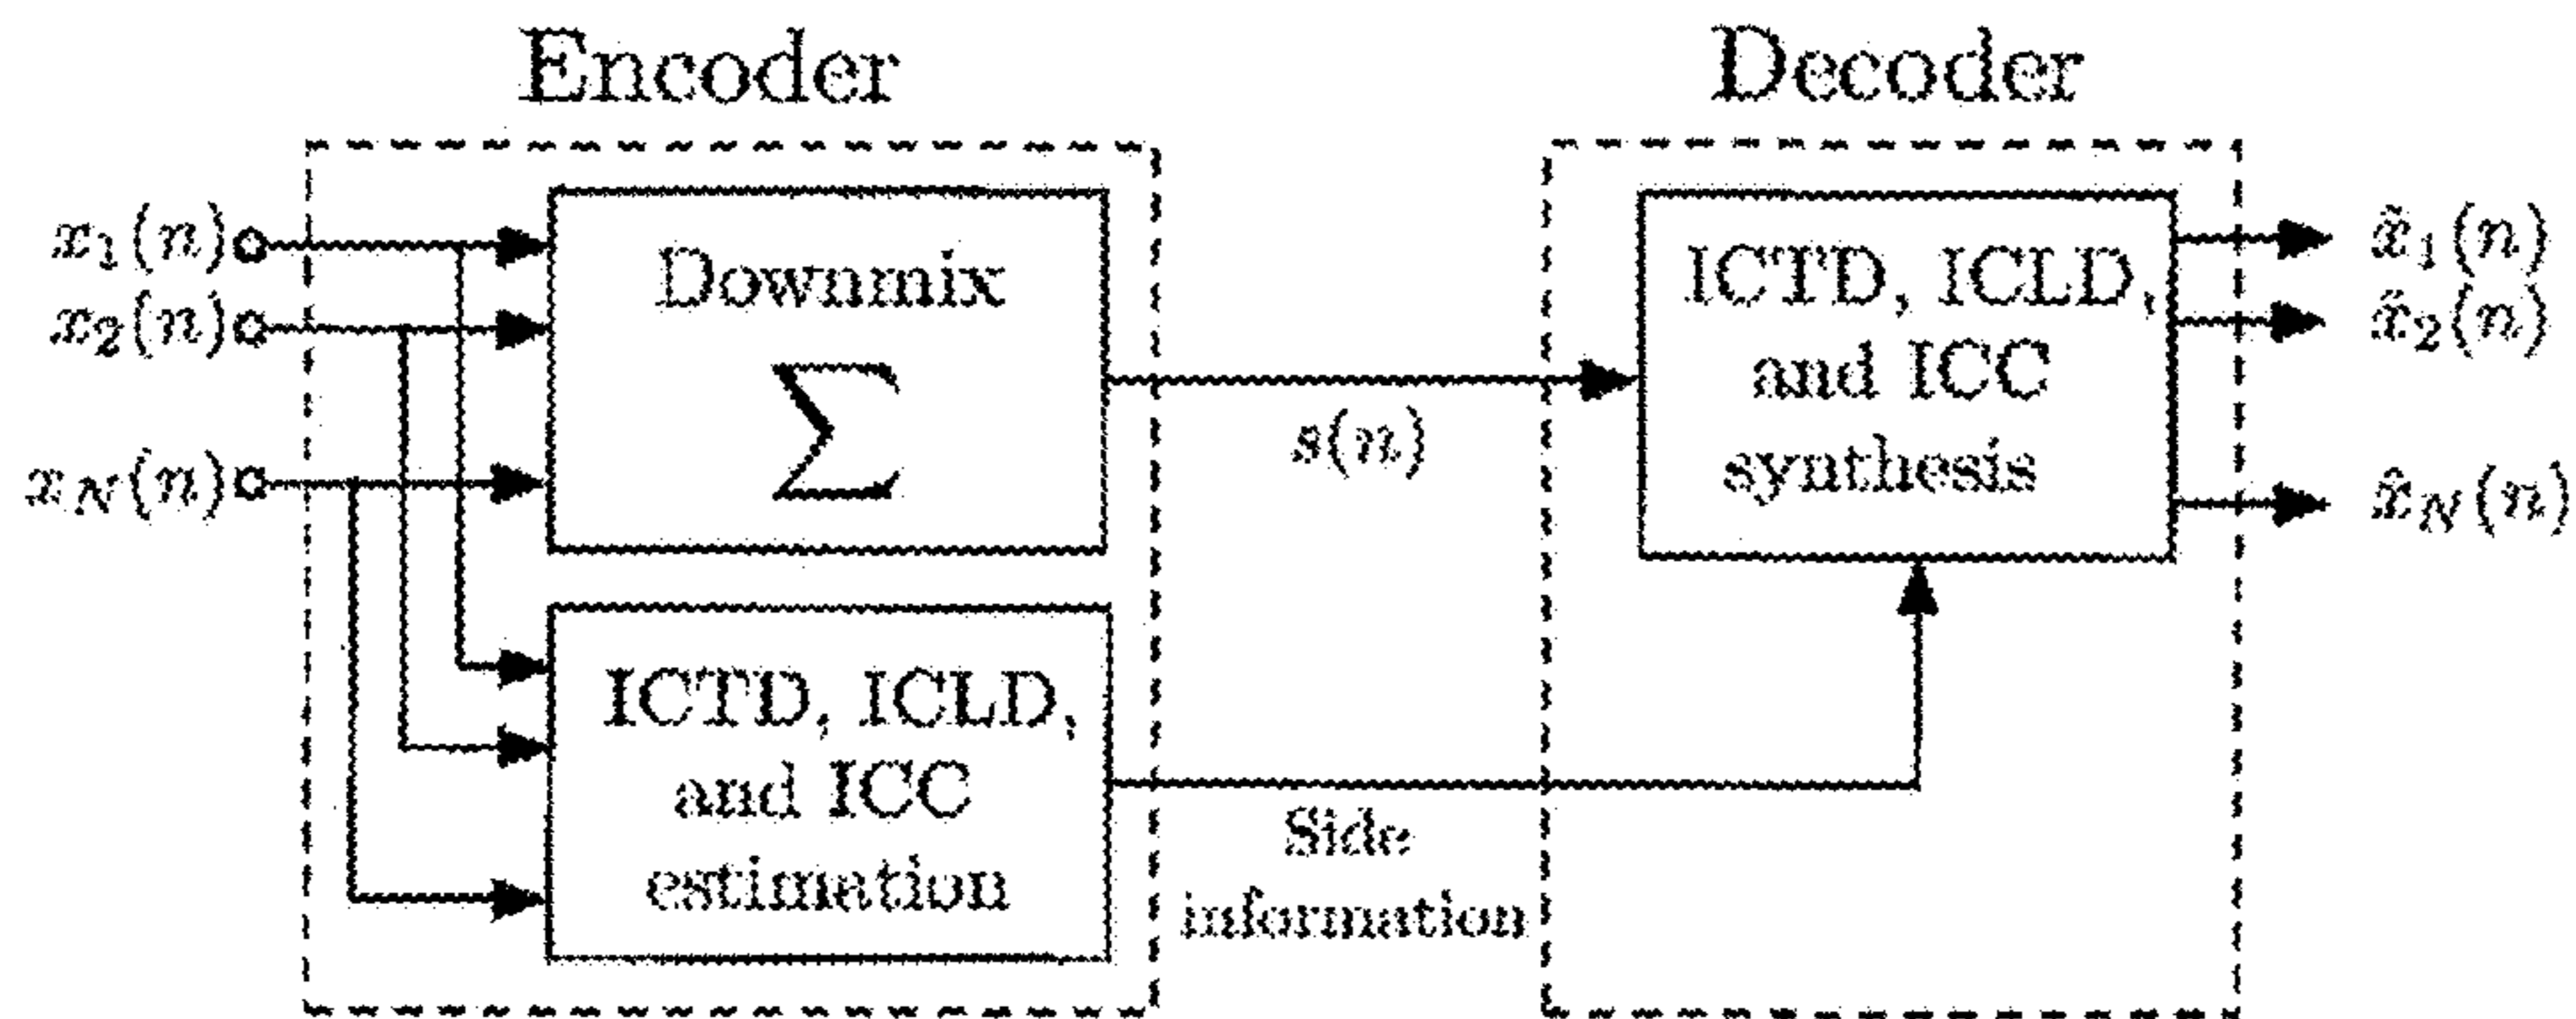 Encoder
Decoder
x₁(n)
x₂(n)
x_N(n)
Downmix
∑
ICTD, ICLD,
and ICC
estimation
s(n)
Side
information
ICTD, ICLD,
and ICC
synthesis
x̂₁(n)
x̂₂(n)
x̂_N(n)